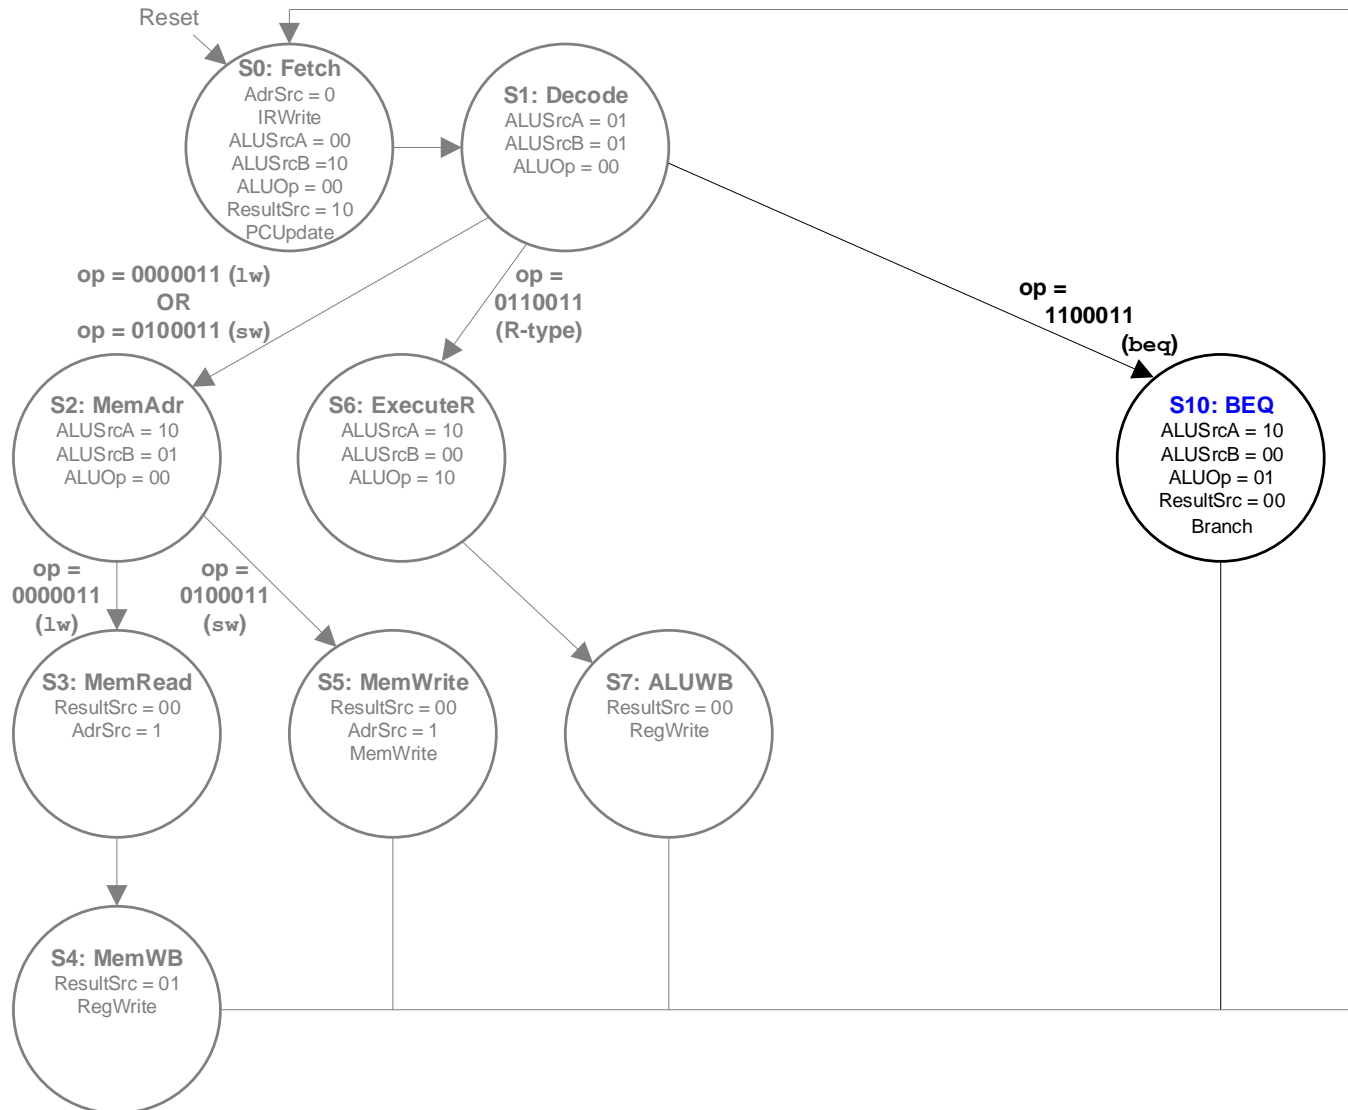 Reset
S0: Fetch
AdrSrc = 0
IRWrite
ALUSrcA = 00
ALUSrcB =10
ALUOp = 00
ResultSrc = 10
PCUpdate
S1: Decode
ALUSrcA = 01
ALUSrcB = 01
ALUOp = 00
op = 0000011 (lw)
OR
op = 0100011 (sw)
op =
0110011
(R-type)
op =
1100011
(beq)
S2: MemAdr
ALUSrcA = 10
ALUSrcB = 01
ALUOp = 00
S6: ExecuteR
ALUSrcA = 10
ALUSrcB = 00
ALUOp = 10
S10: BEQ
ALUSrcA = 10
ALUSrcB = 00
ALUOp = 01
ResultSrc = 00
Branch
op =
0000011
(lw)
op =
0100011
(sw)
S3: MemRead
ResultSrc = 00
AdrSrc = 1
S5: MemWrite
ResultSrc = 00
AdrSrc = 1
MemWrite
S7: ALUWB
ResultSrc = 00
RegWrite
S4: MemWB
ResultSrc = 01
RegWrite